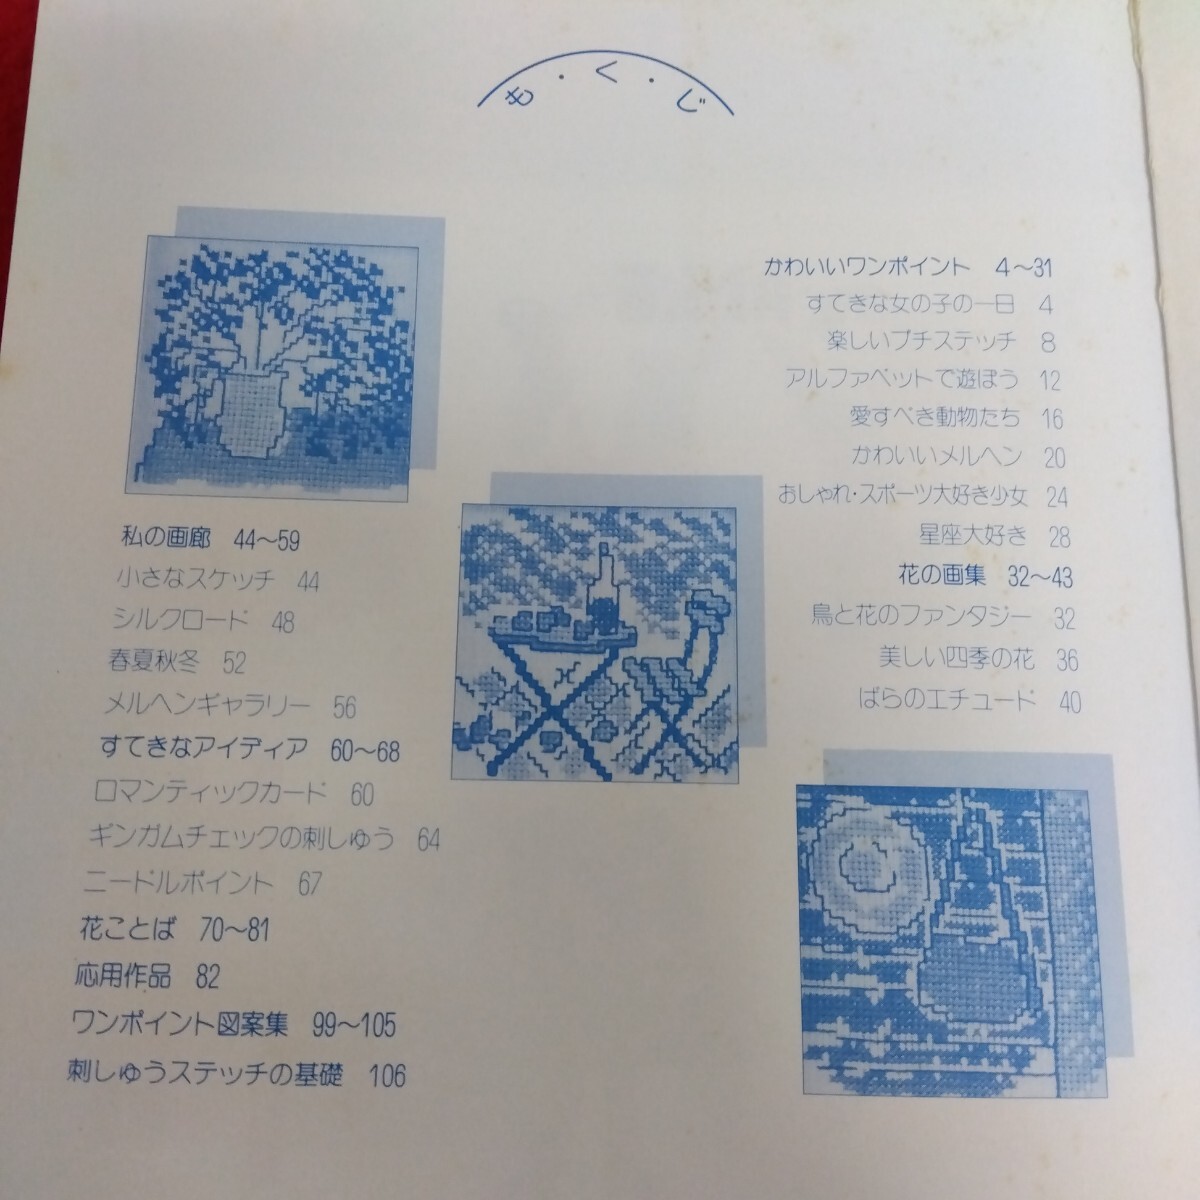 も・く・じ
かわいいワンポイント 4〜31
すてきな女の子の一日 4
楽しいプチステッチ 8
アルファベットで遊ぼう 12
愛すべき動物たち 16
かわいいメルヘン 20
おしゃれ・スポーツ大好き少女 24
星座大好き 28
花の画集 32〜43
鳥と花のファンタジー 32
美しい四季の花 36
ばらのエチュード 40
私の画廊 44〜59
小さなスケッチ 44
シルクロード 48
春夏秋冬 52
メルヘンギャラリー 56
すてきなアイディア 60〜68
ロマンティックカード 60
ギンガムチェックの刺しゅう 64
ニードルポイント 67
花ことば 70〜81
応用作品 82
ワンポイント図案集 99〜105
刺しゅうステッチの基礎 106